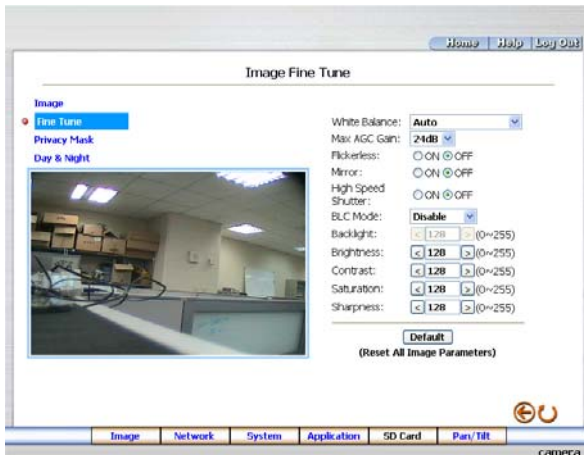 Home Help Log Out
Image Fine Tune
Image
Fine Tune
Privacy Mask
Day & Night
White Balance: Auto
Max AGC Gain: 24dB
Flickerless: ON OFF
Mirror: ON OFF
High Speed
Shutter: ON OFF
BLC Mode: Disable
Backlight: < 128 > (0~255)
Brightness: < 128 > (0~255)
Contrast: < 128 > (0~255)
Saturation: < 128 > (0~255)
Sharpness: < 128 > (0~255)
Default
(Reset All Image Parameters)
Image Network System Application SD Card Pan/Tilt
camera